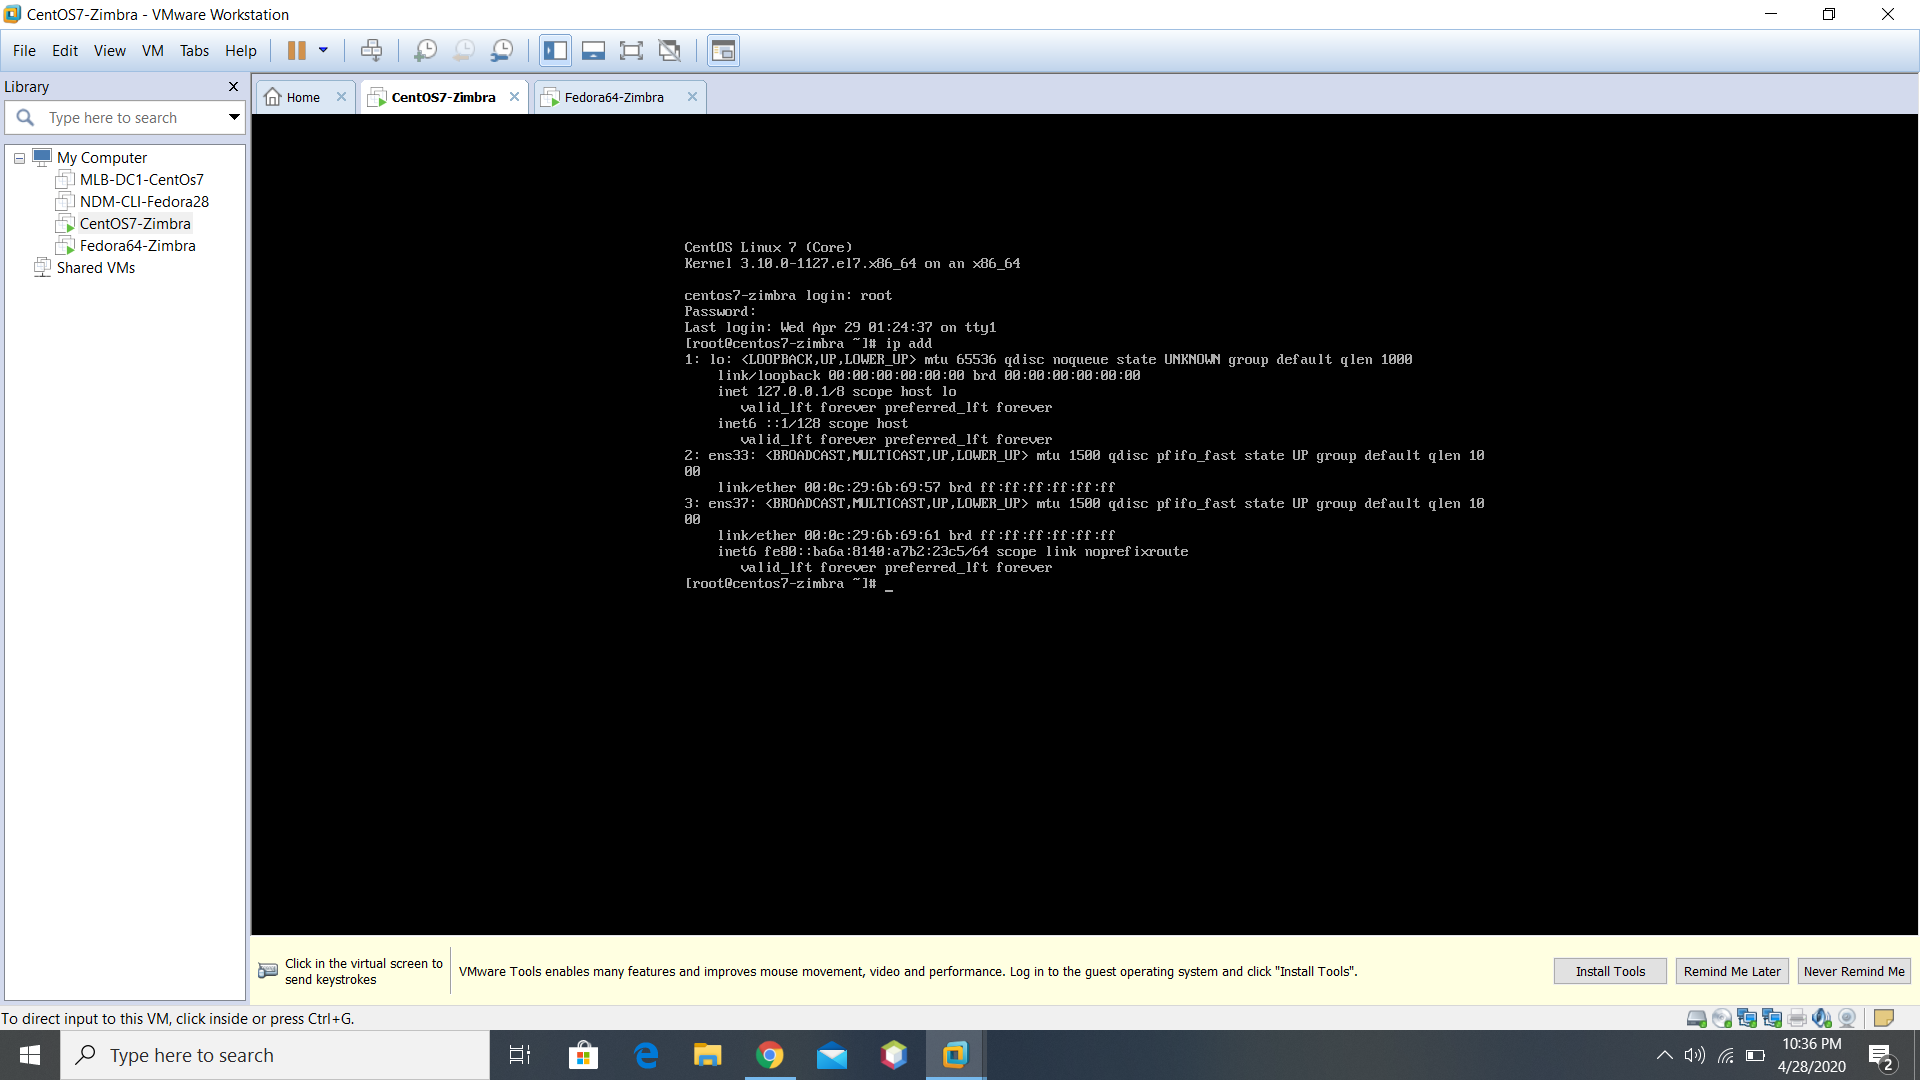 CentOS7-Zimbra - VMware Workstation
File Edit View VM Tabs Help
Library
Type here to search
My Computer
MLB-DC1-CentOs7
NDM-CLI-Fedora28
CentOS7-Zimbra
Fedora64-Zimbra
Shared VMs
Home CentOS7-Zimbra Fedora64-Zimbra
CentOS Linux 7 (Core)
Kernel 3.10.0-1127.el7.x86_64 on an x86_64
centos7-zimbra login: root
Password:
Last login: Wed Apr 29 01:24:37 on tty1
[root@centos7-zimbra ~]# ip add
1: lo: <LOOPBACK,UP,LOWER_UP> mtu 65536 qdisc noqueue state UNKNOWN group default qlen 1000
link/loopback 00:00:00:00:00:00 brd 00:00:00:00:00:00
inet 127.0.0.1/8 scope host lo
valid_lft forever preferred_lft forever
inet6 ::1/128 scope host
valid_lft forever preferred_lft forever
2: ens33: <BROADCAST,MULTICAST,UP,LOWER_UP> mtu 1500 qdisc pfifo_fast state UP group default qlen 10
00
link/ether 00:0c:29:6b:69:57 brd ff:ff:ff:ff:ff:ff
3: ens37: <BROADCAST,MULTICAST,UP,LOWER_UP> mtu 1500 qdisc pfifo_fast state UP group default qlen 10
00
link/ether 00:0c:29:6b:69:61 brd ff:ff:ff:ff:ff:ff
inet6 fe80::ba6a:8140:a7b2:23c5/64 scope link noprefixroute
valid_lft forever preferred_lft forever
[root@centos7-zimbra ~]# _
Click in the virtual screen to
send keystrokes
VMware Tools enables many features and improves mouse movement, video and performance. Log in to the guest operating system and click "Install Tools".
Install Tools Remind Me Later Never Remind Me
To direct input to this VM, click inside or press Ctrl+G.
Type here to search
10:36 PM
4/28/2020
2